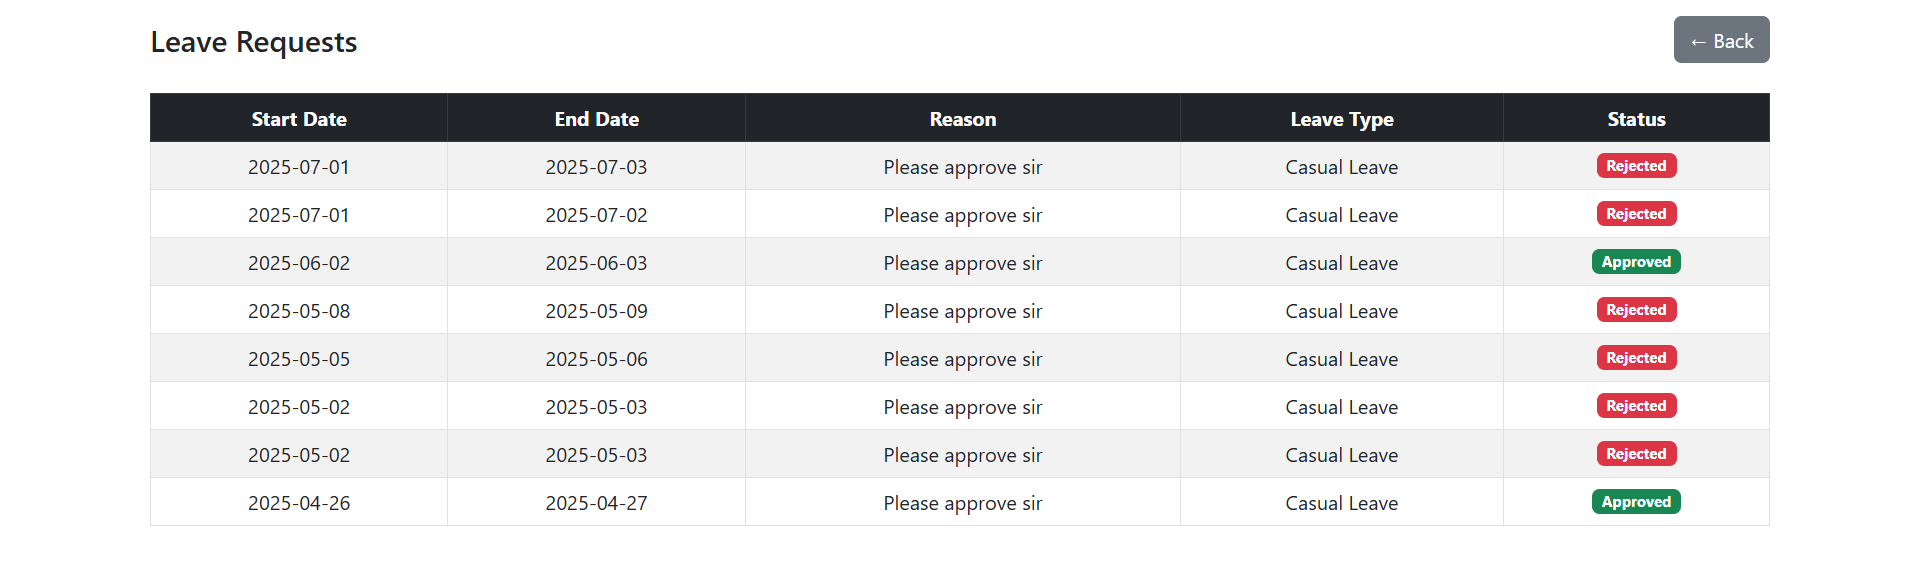 Leave Requests
← Back
Start Date End Date Reason Leave Type Status
2025-07-01 2025-07-03 Please approve sir Casual Leave Rejected
2025-07-01 2025-07-02 Please approve sir Casual Leave Rejected
2025-06-02 2025-06-03 Please approve sir Casual Leave Approved
2025-05-08 2025-05-09 Please approve sir Casual Leave Rejected
2025-05-05 2025-05-06 Please approve sir Casual Leave Rejected
2025-05-02 2025-05-03 Please approve sir Casual Leave Rejected
2025-05-02 2025-05-03 Please approve sir Casual Leave Rejected
2025-04-26 2025-04-27 Please approve sir Casual Leave Approved